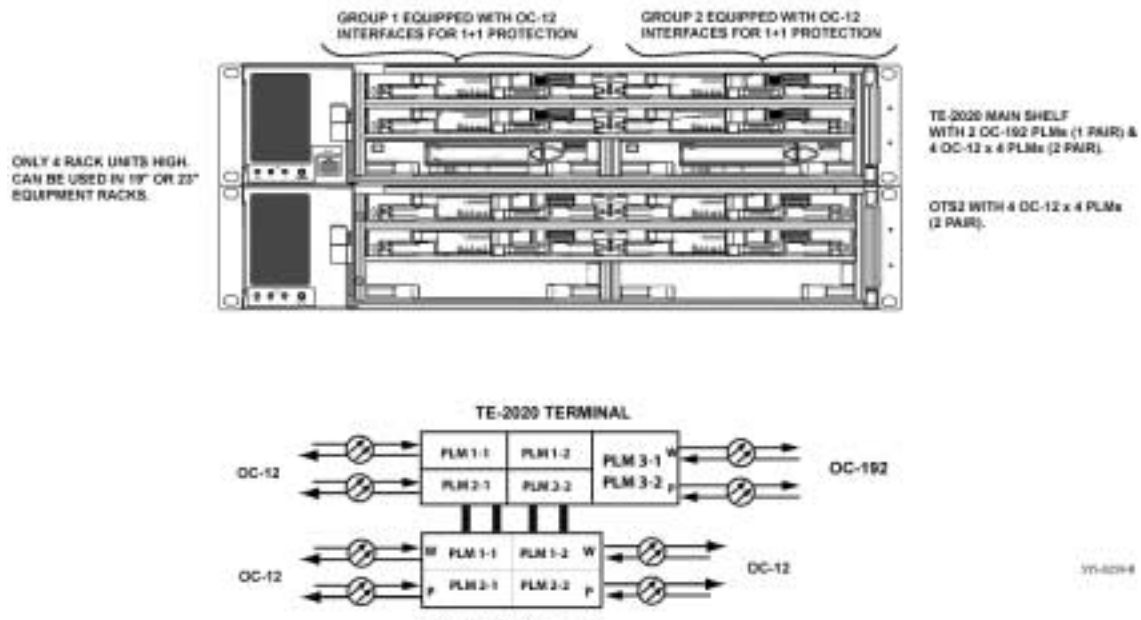 GROUP 1 EQUIPPED WITH OC-12
INTERFACES FOR 1+1 PROTECTION
GROUP 2 EQUIPPED WITH OC-12
INTERFACES FOR 1+1 PROTECTION
ONLY 4 RACK UNITS HIGH.
CAN BE USED IN 19" OR 23"
EQUIPMENT RACKS.
TE-2020 MAIN SHELF
WITH 2 OC-192 PLMs (1 PAIR) &
4 OC-12 x 4 PLMs (2 PAIR).
OTS2 WITH 4 OC-12 x 4 PLMs
(2 PAIR).
TE-2020 TERMINAL
OC-12
PLM 1-1
PLM 1-2
PLM 2-1
PLM 2-2
PLM 3-1 W
PLM 3-2 P
OC-192
OC-12
W PLM 1-1
PLM 1-2 W
P PLM 2-1
PLM 2-2 P
OC-12